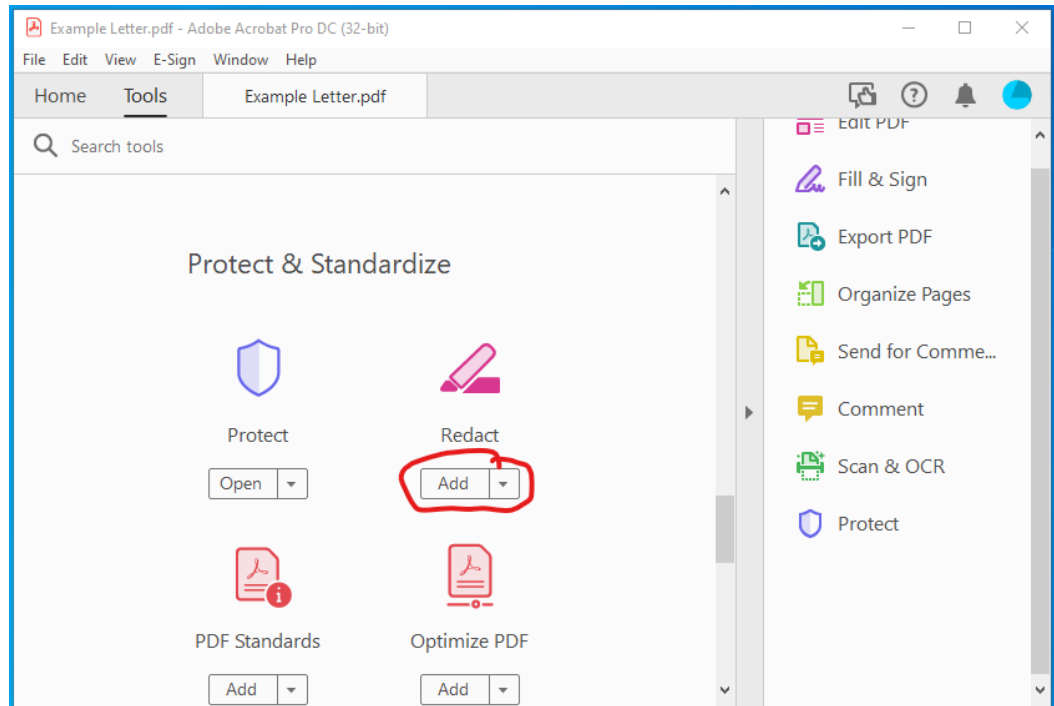 Example Letter.pdf - Adobe Acrobat Pro DC (32-bit)
File Edit View E-Sign Window Help
Home Tools Example Letter.pdf
Search tools
Protect & Standardize
Protect Redact
Open Add
PDF Standards Optimize PDF
Add Add
Edit PDF
Fill & Sign
Export PDF
Organize Pages
Send for Comme...
Comment
Scan & OCR
Protect